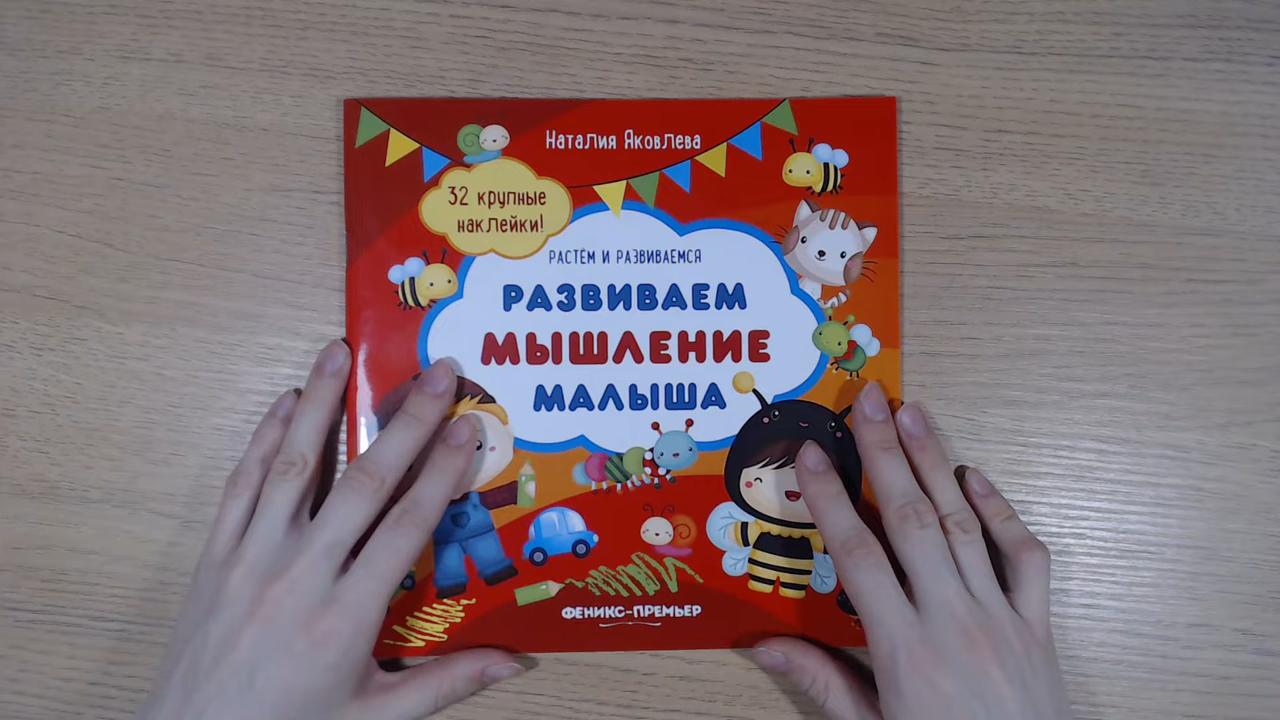 Наталия Яковлева
32 крупные
наклейки!
РАСТЁМ И РАЗВИВАЕМСЯ
РАЗВИВАЕМ
МЫШЛЕНИЕ
МАЛЫША
ФЕНИКС-ПРЕМЬЕР